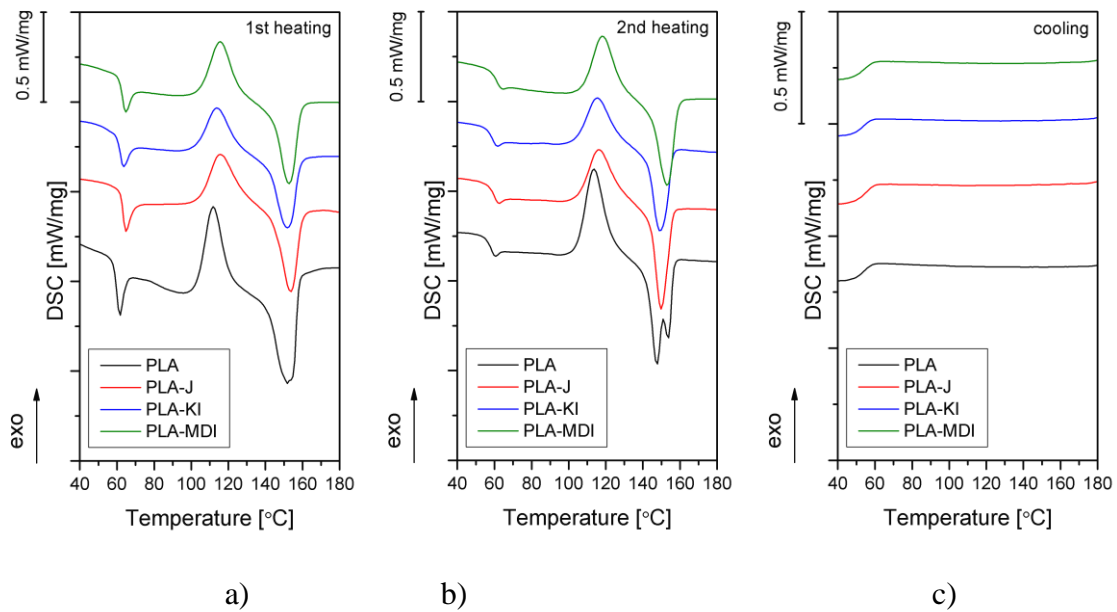 0.5 mW/mg
1st heating
DSC [mW/mg]
exo
PLA
PLA-J
PLA-KI
PLA-MDI
40 60 80 100 120 140 160 180
Temperature [°C]
0.5 mW/mg
2nd heating
DSC [mW/mg]
exo
PLA
PLA-J
PLA-KI
PLA-MDI
40 60 80 100 120 140 160 180
Temperature [°C]
0.5 mW/mg
cooling
DSC [mW/mg]
exo
PLA
PLA-J
PLA-KI
PLA-MDI
40 60 80 100 120 140 160 180
Temperature [°C]
a) b) c)